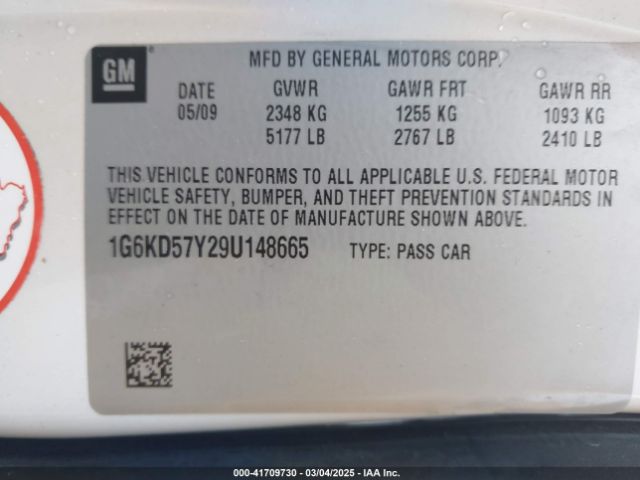 GM ®
MFD BY GENERAL MOTORS CORP.
DATE GVWR GAWR FRT GAWR RR
05/09 2348 KG 1255 KG 1093 KG
5177 LB 2767 LB 2410 LB
THIS VEHICLE CONFORMS TO ALL APPLICABLE U.S. FEDERAL MOTOR
VEHICLE SAFETY, BUMPER, AND THEFT PREVENTION STANDARDS IN
EFFECT ON THE DATE OF MANUFACTURE SHOWN ABOVE.
1G6KD57Y29U148665 TYPE: PASS CAR
000-41709730 - 03/04/2025 - IAA Inc.